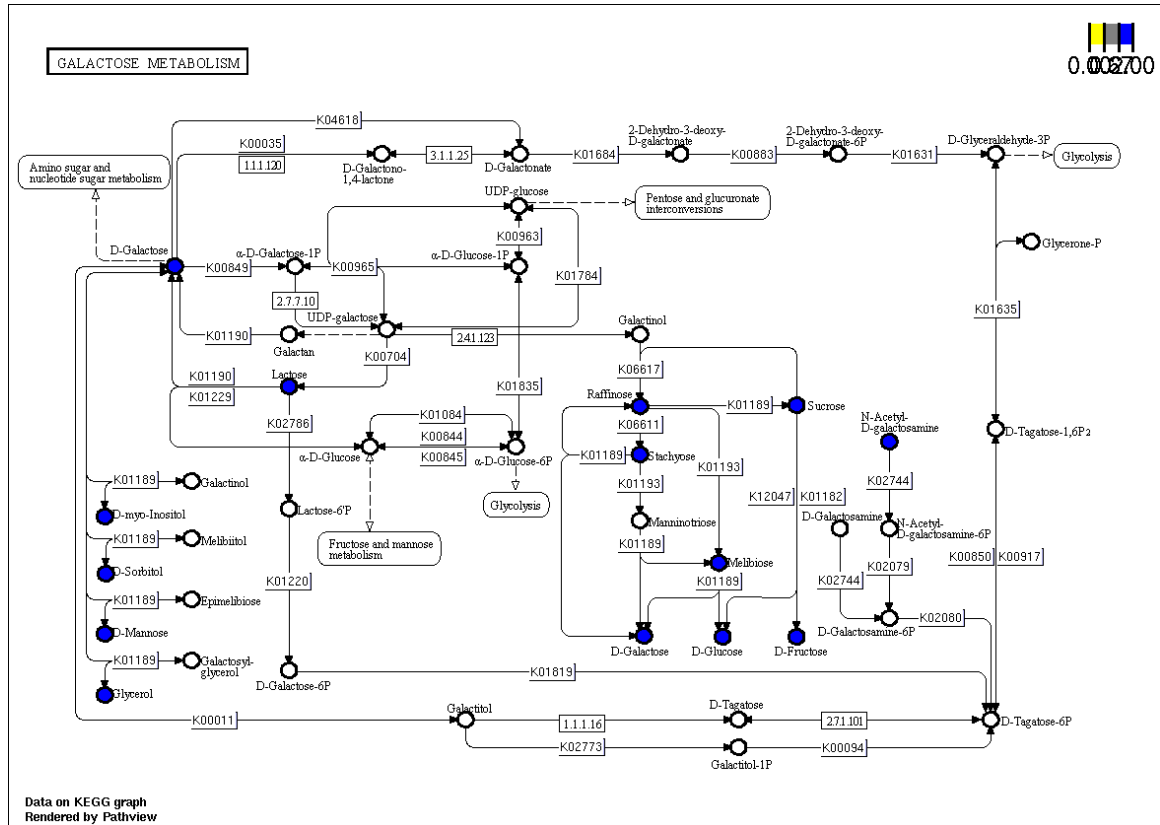 GALACTOSE METABOLISM
K04618
K00035
1.1.1.120
D-Galactono-
1,4-lactone
3.1.1.25
D-Galactonate
K01684
2-Dehydro-3-deoxy-
D-galactonate
K00883
2-Dehydro-3-deoxy-
D-galactonate-6P
K01631
D-Glyceraldehyde-3P
Glycolysis
Amino sugar and
nucleotide sugar metabolism
UDP-glucose
Pentose and glucuronate
interconversions
K00963
Glycerone-P
D-Galactose
K00849
α-D-Galactose-1P
K00965
α-D-Glucose-1P
K01784
2.7.7.10
UDP-galactose
K01635
K01190
Galactan
2.4.1.123
Galactinol
K00704
K01190
K01229
Lactose
K01835
K06617
K02786
Raffinose
K01189
Sucrose
K01084
K00844
K00845
α-D-Glucose
α-D-Glucose-6P
K06611
K01189
Stachyose
K01193
K01193
N-Acetyl-
D-galactosamine
D-Tagatose-1,6P2
K01189
Galactinol
D-myo-Inositol
Glycolysis
Lactose-6'P
Manninotriose
K12047
K01182
K02744
D-Galactosamine
N-Acetyl-
D-galactosamine-6P
K01189
Melibiitol
D-Sorbitol
Fructose and mannose
metabolism
K01189
Melibiose
K00850
K00917
K01220
K01189
K02744
K02079
K01189
Epimelibiose
D-Mannose
D-Galactosamine-6P
K02080
D-Galactose
D-Glucose
D-Fructose
K01189
Galactosyl-
glycerol
Glycerol
D-Galactose-6P
K01819
K00011
Galactitol
1.1.1.16
D-Tagatose
2.7.1.101
D-Tagatose-6P
K02773
Galactitol-1P
K00094
Data on KEGG graph
Rendered by Pathview